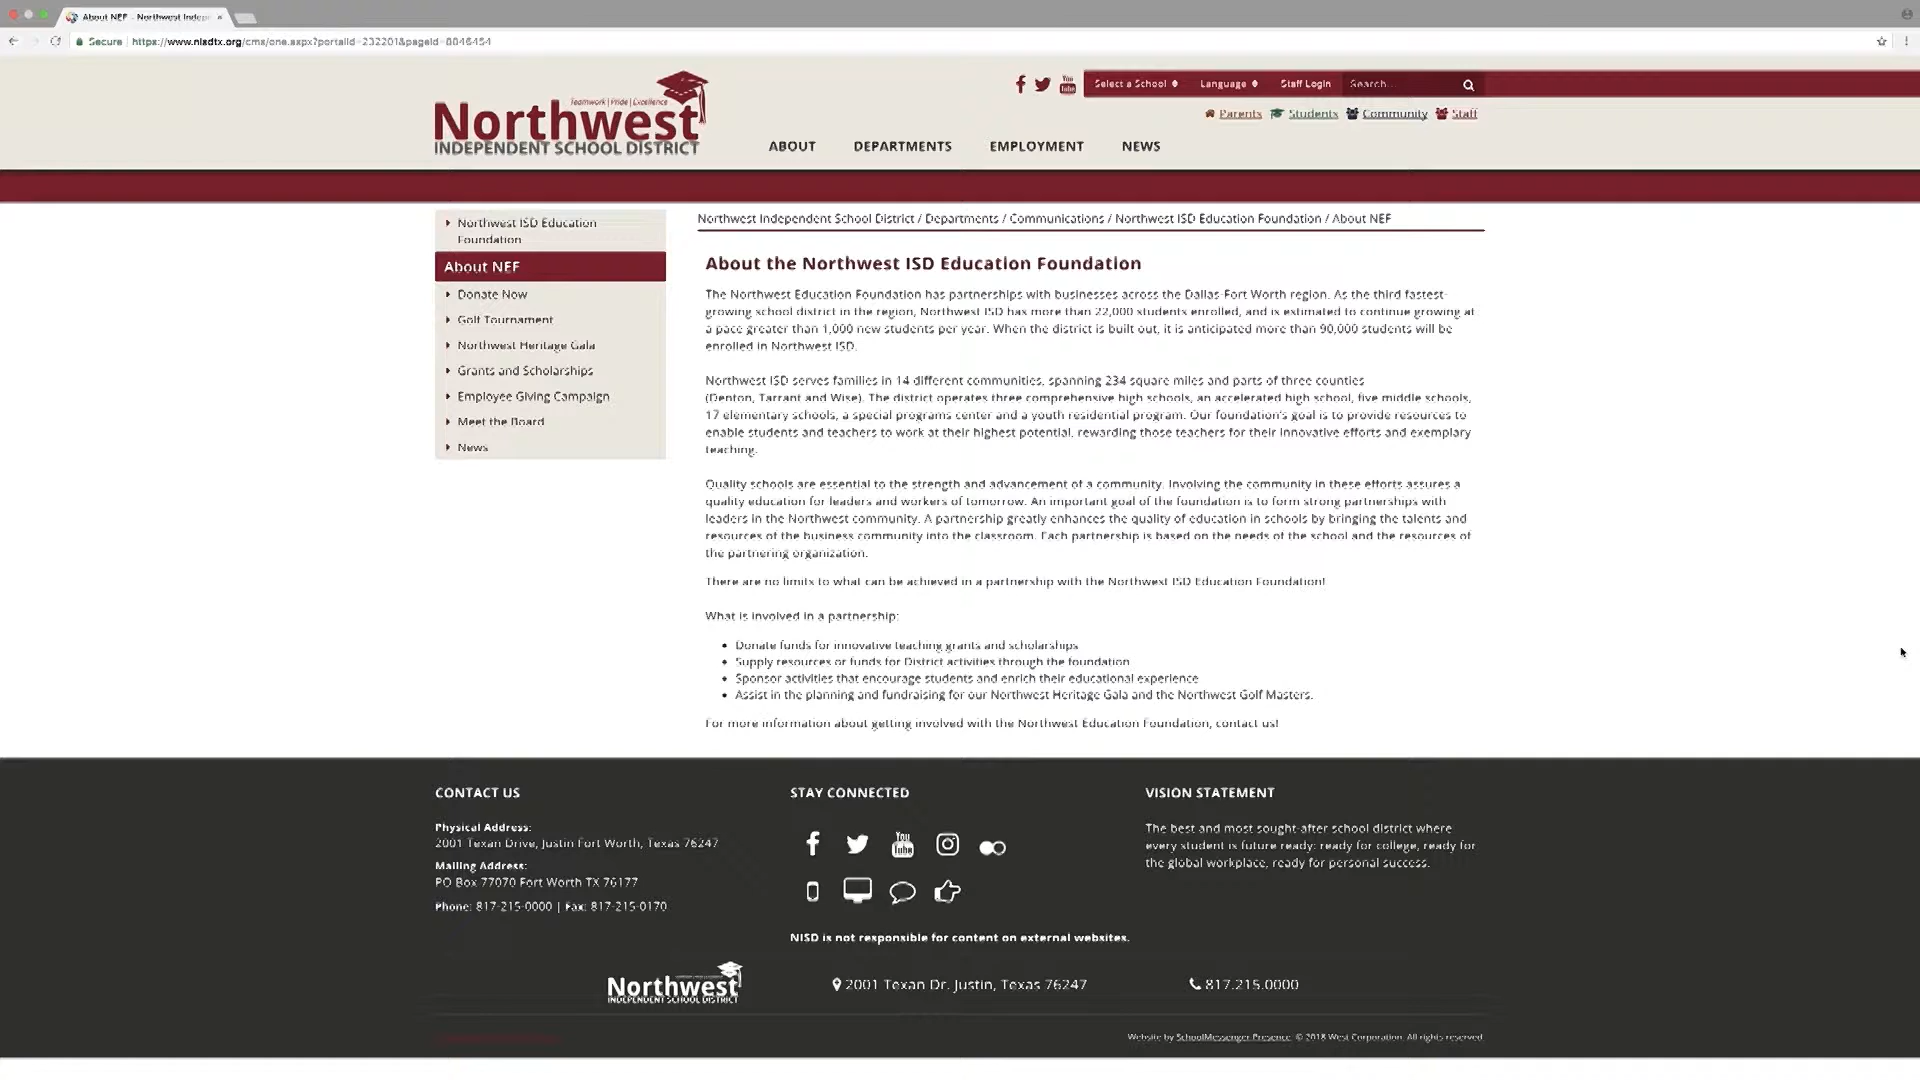 About NEF - Northwest Indep
Secure https://www.nisdtx.org/cms/one.aspx?portalId=232201&pageId=8846454
Teamwork | Pride | Excellence
Northwest
INDEPENDENT SCHOOL DISTRICT
You Tube
Select a School
Language
Staff Login
Search...
Parents
Students
Community
Staff
ABOUT
DEPARTMENTS
EMPLOYMENT
NEWS
Northwest ISD Education
Foundation
About NEF
Donate Now
Golf Tournament
Northwest Heritage Gala
Grants and Scholarships
Employee Giving Campaign
Meet the Board
News
Northwest Independent School District / Departments / Communications / Northwest ISD Education Foundation / About NEF
About the Northwest ISD Education Foundation
The Northwest Education Foundation has partnerships with businesses across the Dallas-Fort Worth region. As the third fastest-
growing school district in the region, Northwest ISD has more than 22,000 students enrolled, and is estimated to continue growing at
a pace greater than 1,000 new students per year. When the district is built out, it is anticipated more than 90,000 students will be
enrolled in Northwest ISD.
Northwest ISD serves families in 14 different communities, spanning 234 square miles and parts of three counties
(Denton, Tarrant and Wise). The district operates three comprehensive high schools, an accelerated high school, five middle schools,
17 elementary schools, a special programs center and a youth residential program. Our foundation's goal is to provide resources to
enable students and teachers to work at their highest potential, rewarding those teachers for their innovative efforts and exemplary
teaching.
Quality schools are essential to the strength and advancement of a community. Involving the community in these efforts assures a
quality education for leaders and workers of tomorrow. An important goal of the foundation is to form strong partnerships with
leaders in the Northwest community. A partnership greatly enhances the quality of education in schools by bringing the talents and
resources of the business community into the classroom. Each partnership is based on the needs of the school and the resources of
the partnering organization.
There are no limits to what can be achieved in a partnership with the Northwest ISD Education Foundation!
What is involved in a partnership:
Donate funds for innovative teaching grants and scholarships
Supply resources or funds for District activities through the foundation
Sponsor activities that encourage students and enrich their educational experience
Assist in the planning and fundraising for our Northwest Heritage Gala and the Northwest Golf Masters.
For more information about getting involved with the Northwest Education Foundation, contact us!
CONTACT US
Physical Address:
2001 Texan Drive, Justin Fort Worth, Texas 76247
Mailing Address:
PO Box 77070 Fort Worth TX 76177
Phone: 817-215-0000 | Fax: 817-215-0170
STAY CONNECTED
You Tube
NISD is not responsible for content on external websites.
VISION STATEMENT
The best and most sought-after school district where
every student is future ready: ready for college, ready for
the global workplace, ready for personal success.
Northwest
INDEPENDENT SCHOOL DISTRICT
2001 Texan Dr. Justin, Texas 76247
817.215.0000
Website by SchoolMessenger Presence. © 2018 West Corporation. All rights reserved.